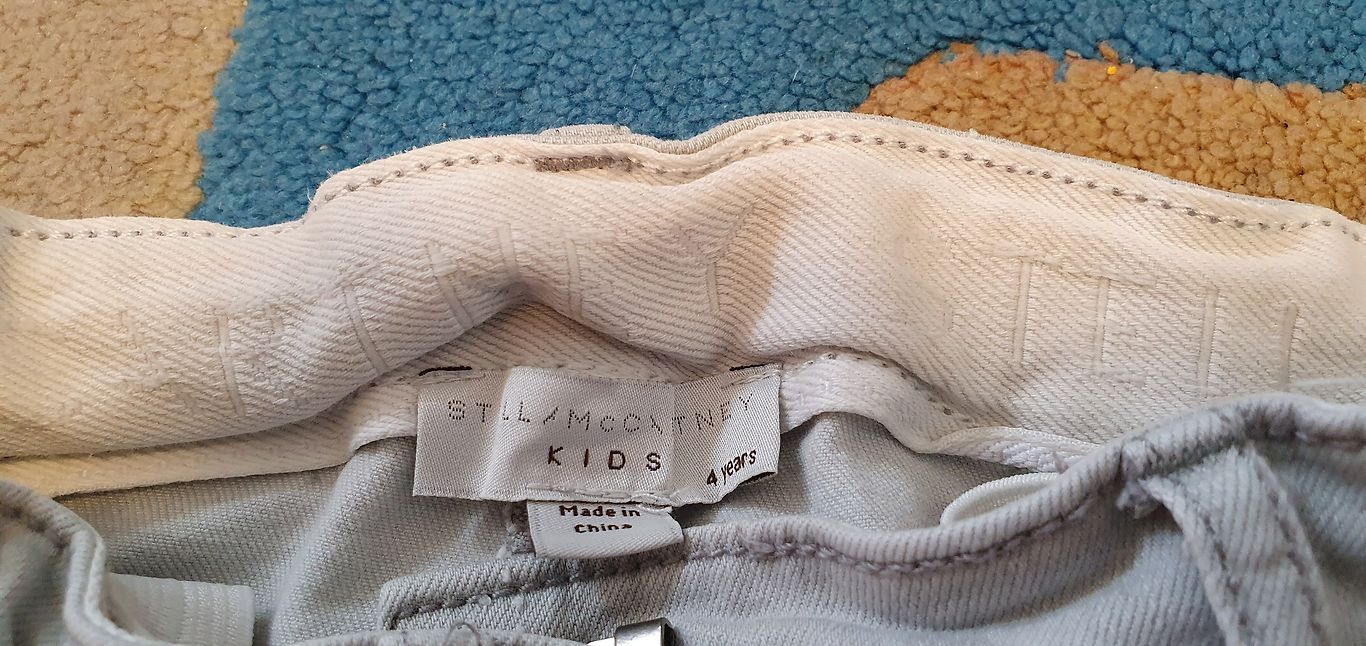 STELLA McCARTNEY
KIDS
4 years
Made in
China